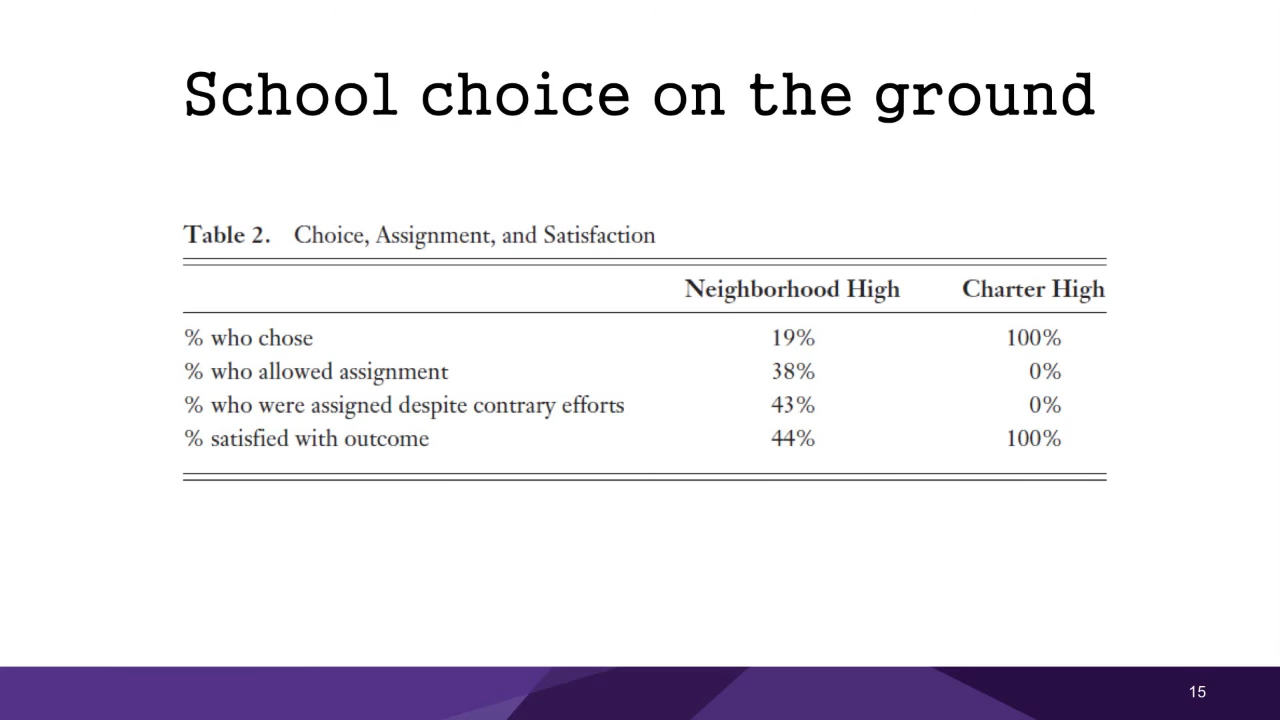 School choice on the ground
Table 2. Choice, Assignment, and Satisfaction
Neighborhood High Charter High
% who chose 19% 100%
% who allowed assignment 38% 0%
% who were assigned despite contrary efforts 43% 0%
% satisfied with outcome 44% 100%
15